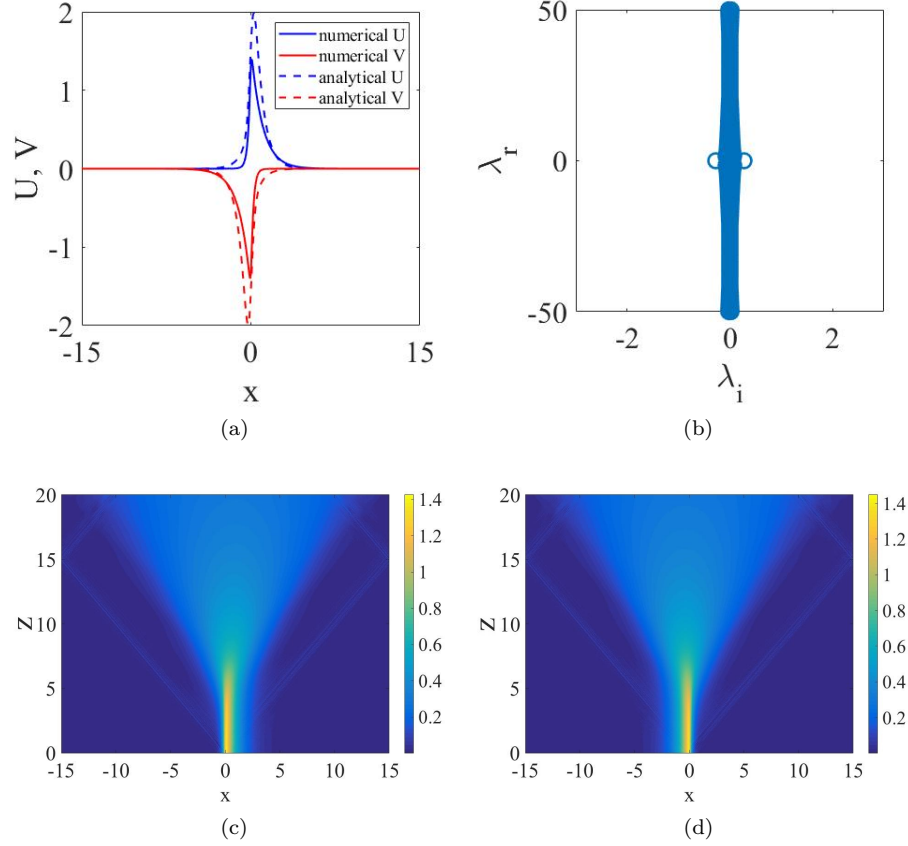 2
1
0
-1
-2
U, V
numerical U
numerical V
analytical U
analytical V
-15 0 15
x
(a)
50
0
-50
λr
-2 0 2
λi
(b)
20
15
10
5
0
z
-15 -10 -5 0 5 10 15
x
1.4
1.2
1
0.8
0.6
0.4
0.2
(c)
20
15
10
5
0
z
-15 -10 -5 0 5 10 15
x
1.4
1.2
1
0.8
0.6
0.4
0.2
(d)